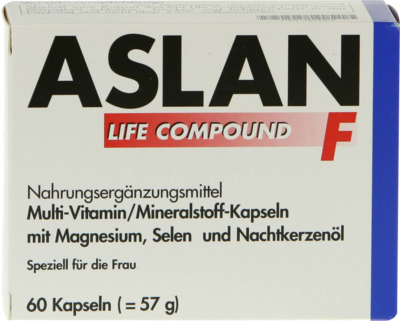 ASLAN
LIFE COMPOUND F
Nahrungsergänzungsmittel
Multi-Vitamin/Mineralstoff-Kapseln
mit Magnesium, Selen und Nachtkerzenöl
Speziell für die Frau
60 Kapseln (= 57 g)